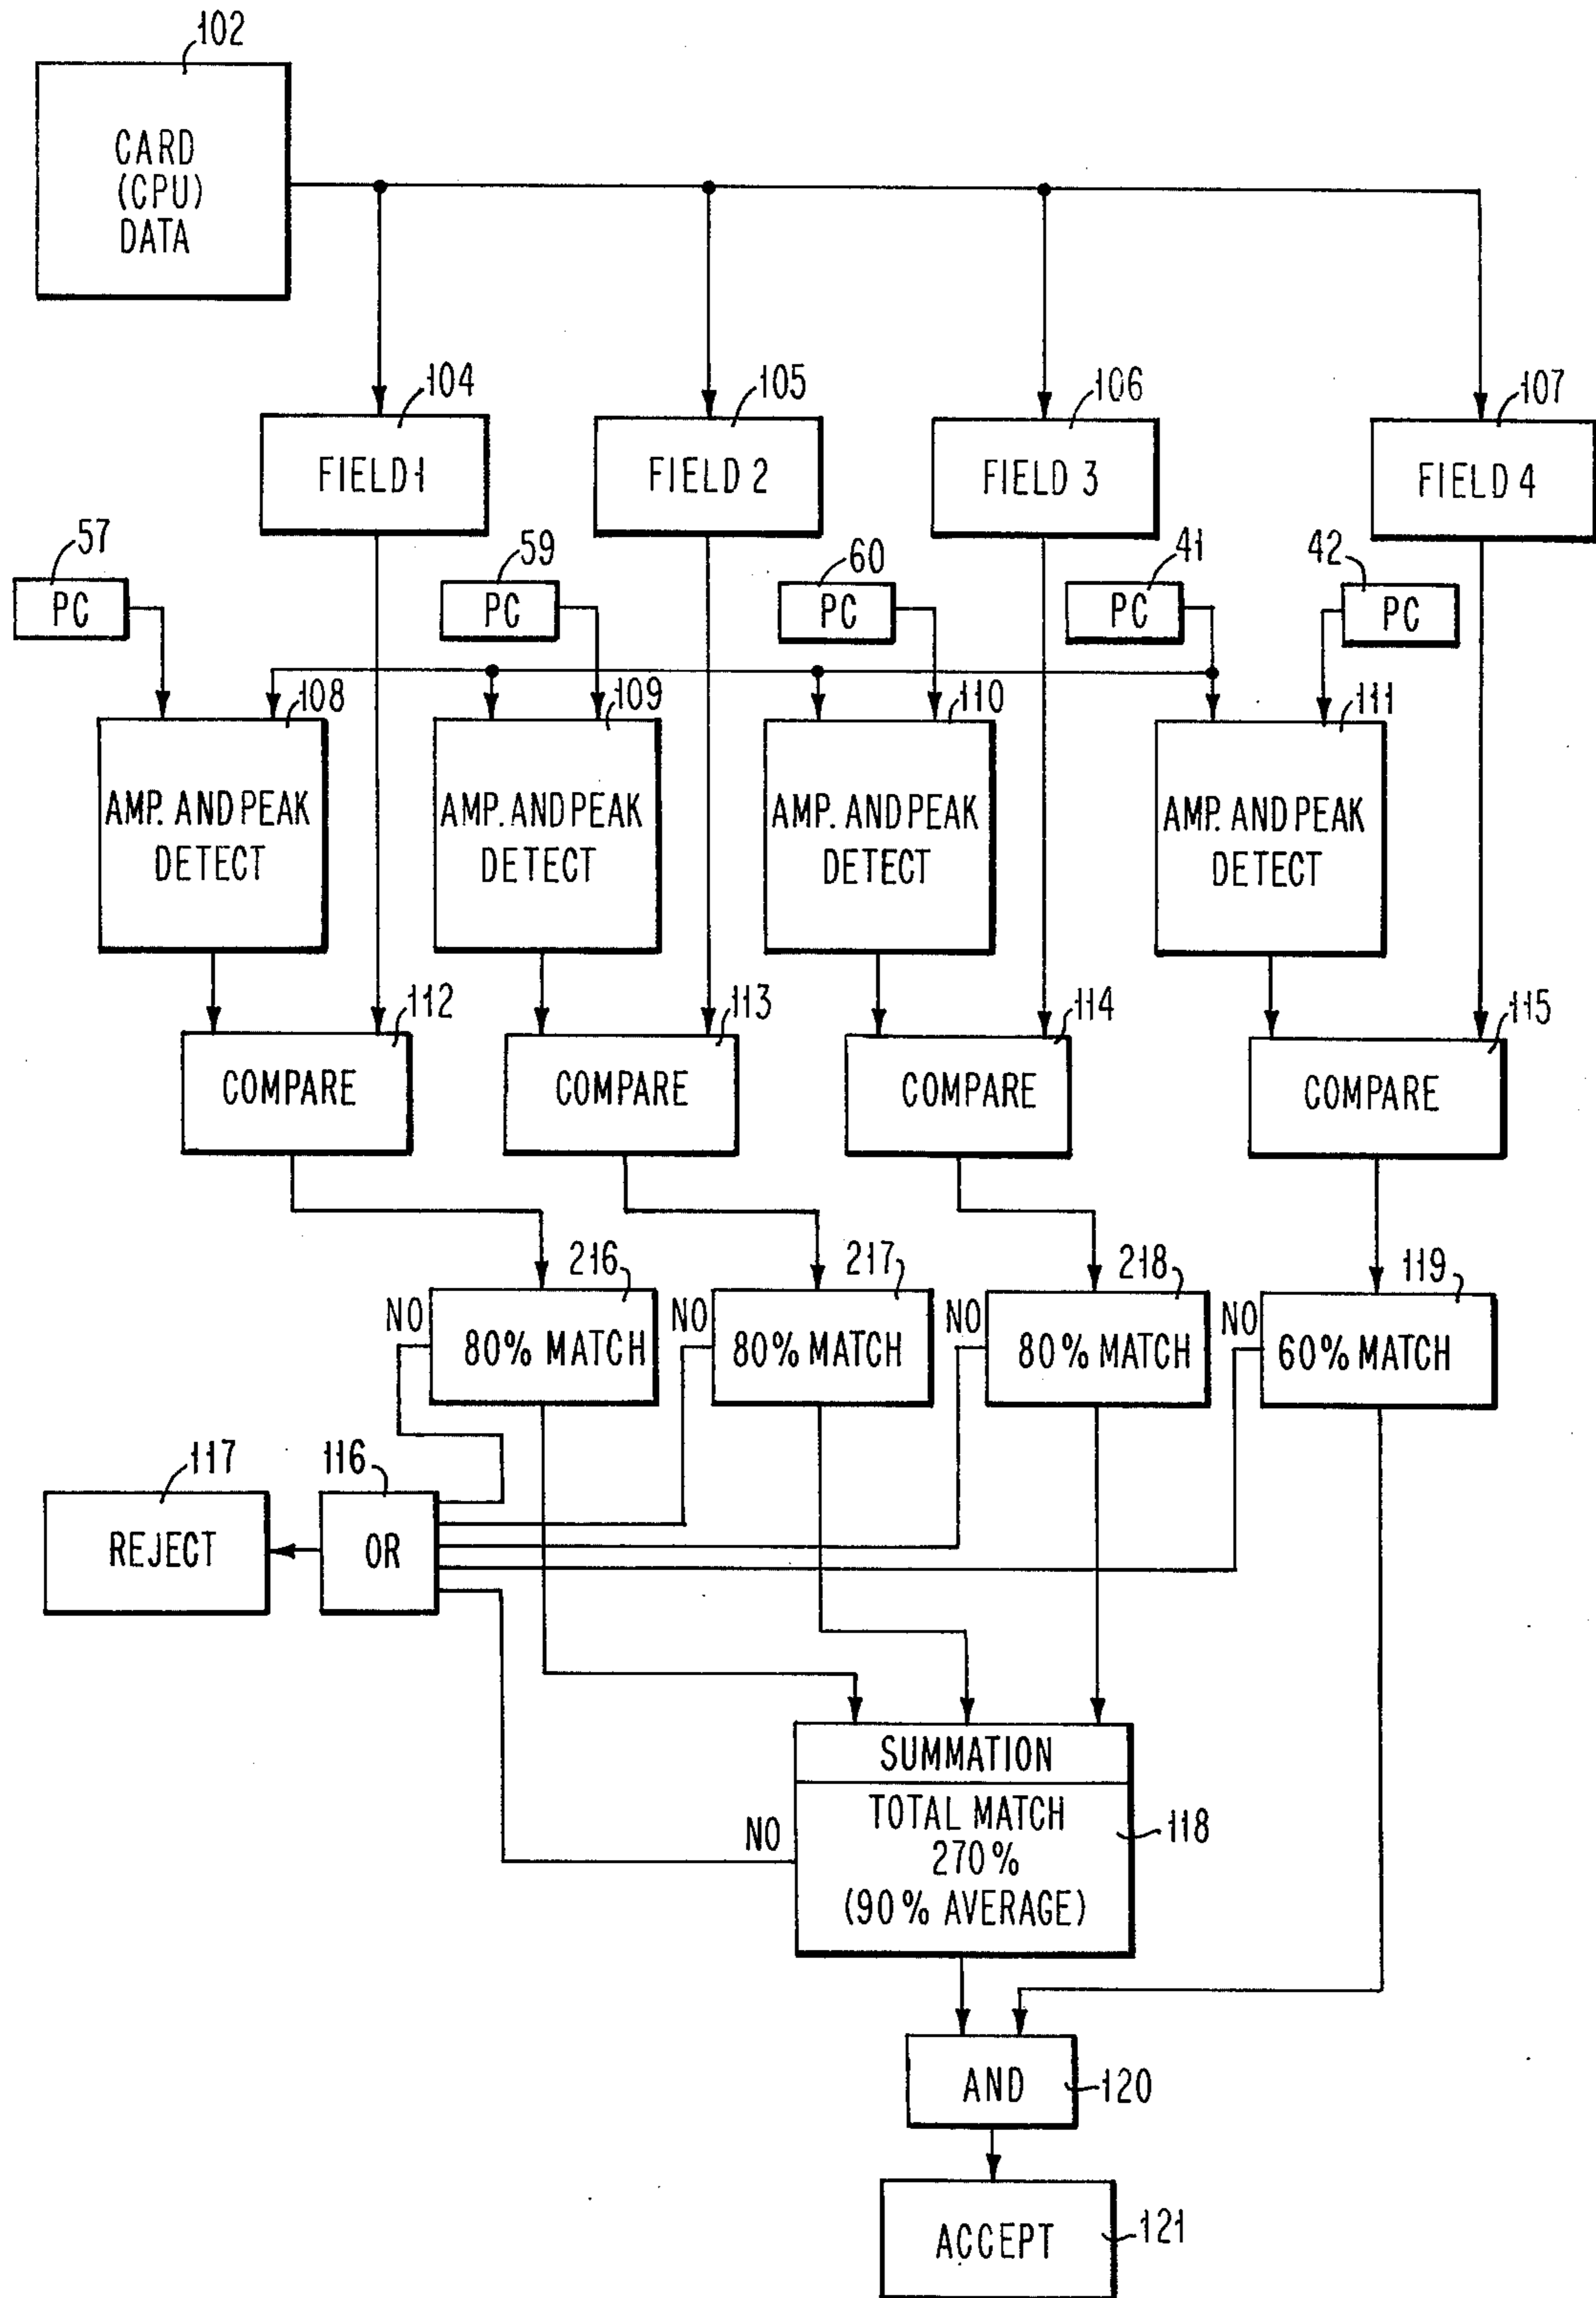 102
CARD
(CPU)
DATA
104
105
106
107
FIELD 1
FIELD 2
FIELD 3
FIELD 4
57
59
60
41
42
PC
PC
PC
PC
PC
108
109
110
111
AMP. AND PEAK
DETECT
AMP. AND PEAK
DETECT
AMP. AND PEAK
DETECT
AMP. AND PEAK
DETECT
112
113
114
115
COMPARE
COMPARE
COMPARE
COMPARE
216
217
218
119
NO
80% MATCH
NO
80% MATCH
NO
80% MATCH
NO
60% MATCH
117
116
REJECT
OR
SUMMATION
TOTAL MATCH
270%
(90% AVERAGE)
NO
118
AND
120
ACCEPT
121